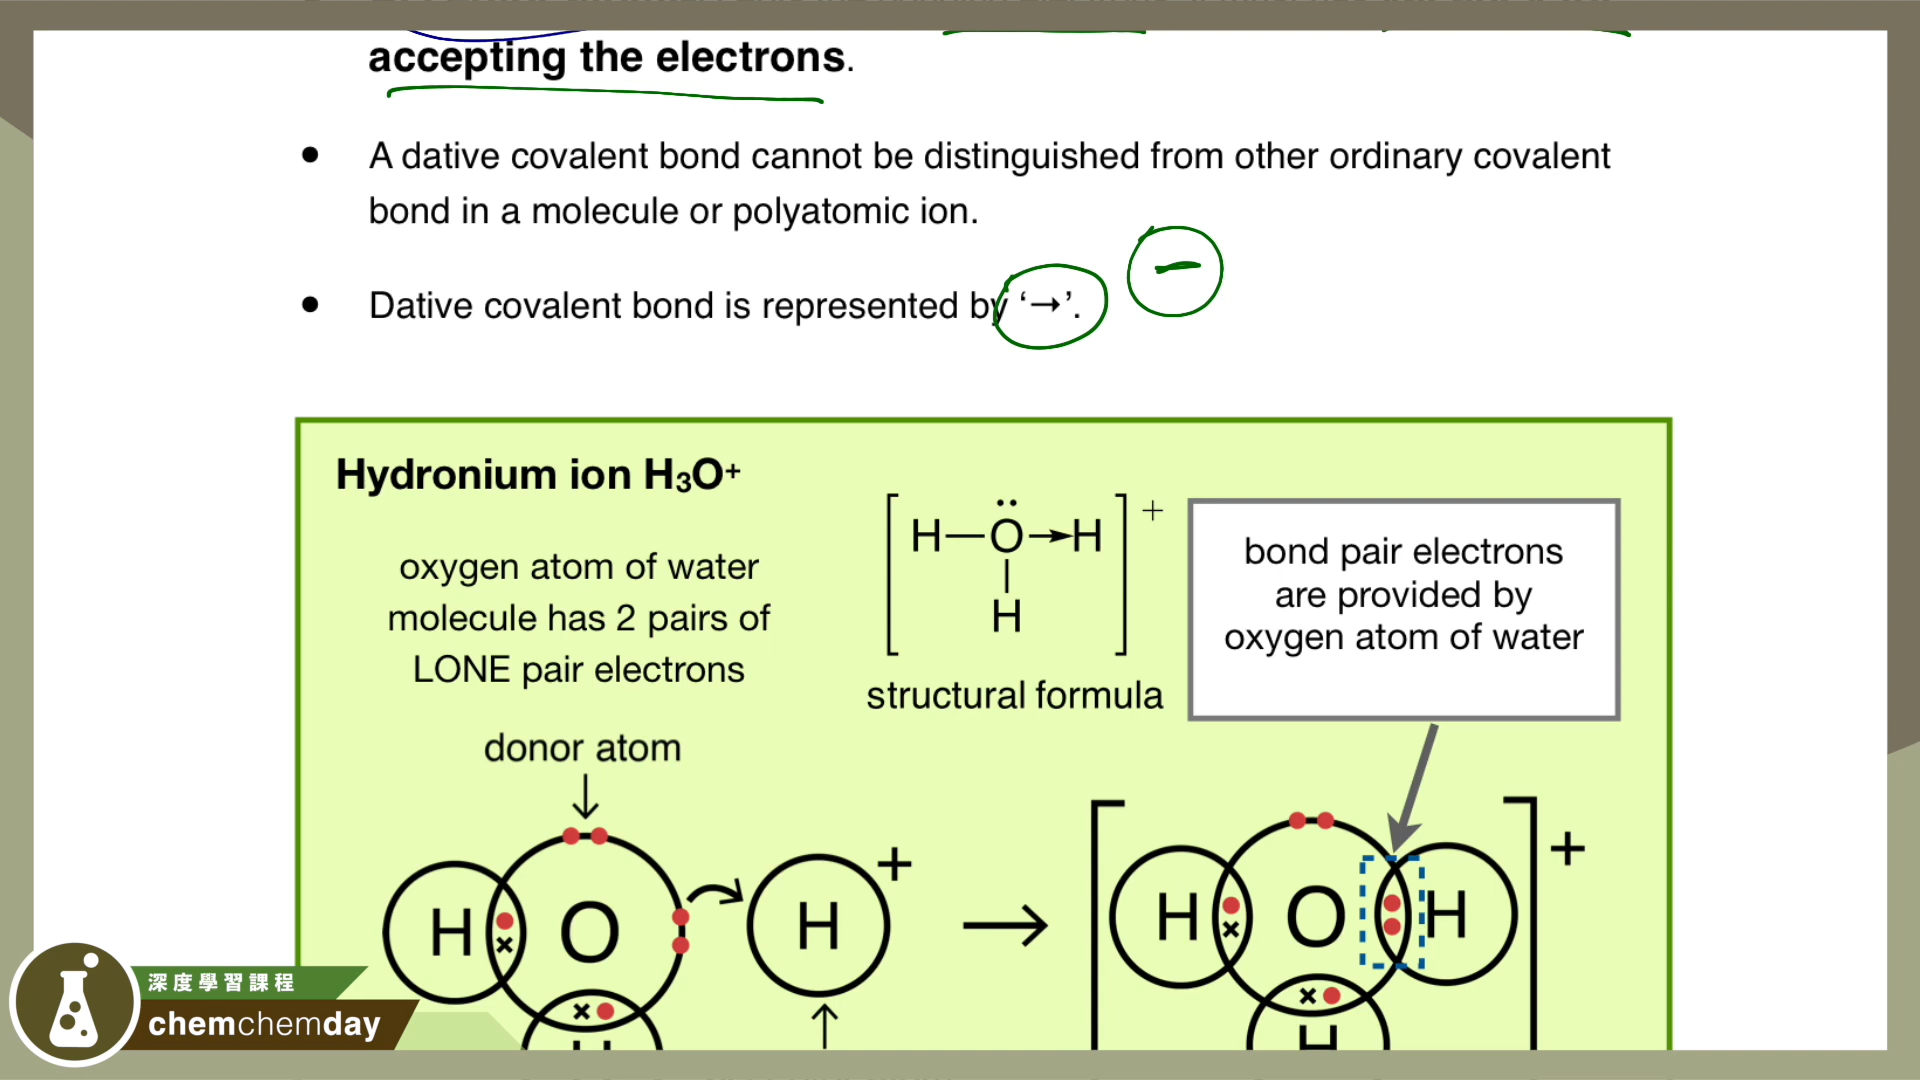 accepting the electrons.
● A dative covalent bond cannot be distinguished from other ordinary covalent
bond in a molecule or polyatomic ion.
● Dative covalent bond is represented by ‘→’.
−
Hydronium ion H₃O⁺
oxygen atom of water
molecule has 2 pairs of
LONE pair electrons
H—O→H
H
+
structural formula
bond pair electrons
are provided by
oxygen atom of water
donor atom
H O H + → H O H +
H H
深度學習課程
chemchemday